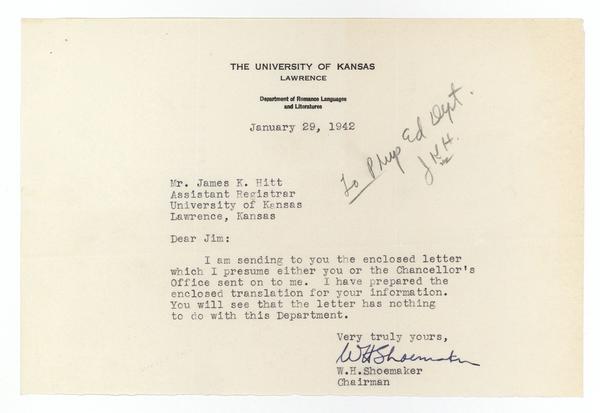 THE UNIVERSITY OF KANSAS
LAWRENCE
Department of Romance Languages
and Literatures
January 29, 1942
To Phys Ed Dept.
J.K.H.
Mr. James K. Hitt
Assistant Registrar
University of Kansas
Lawrence, Kansas
Dear Jim:
I am sending to you the enclosed letter
which I presume either you or the Chancellor's
Office sent on to me. I have prepared the
enclosed translation for your information.
You will see that the letter has nothing
to do with this Department.
Very truly yours,
WHShoemaker
W.H.Shoemaker
Chairman